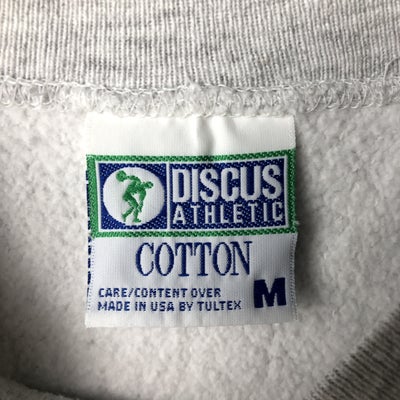 DISCUS
ATHLETIC
COTTON
CARE/CONTENT OVER
MADE IN USA BY TULTEX
M